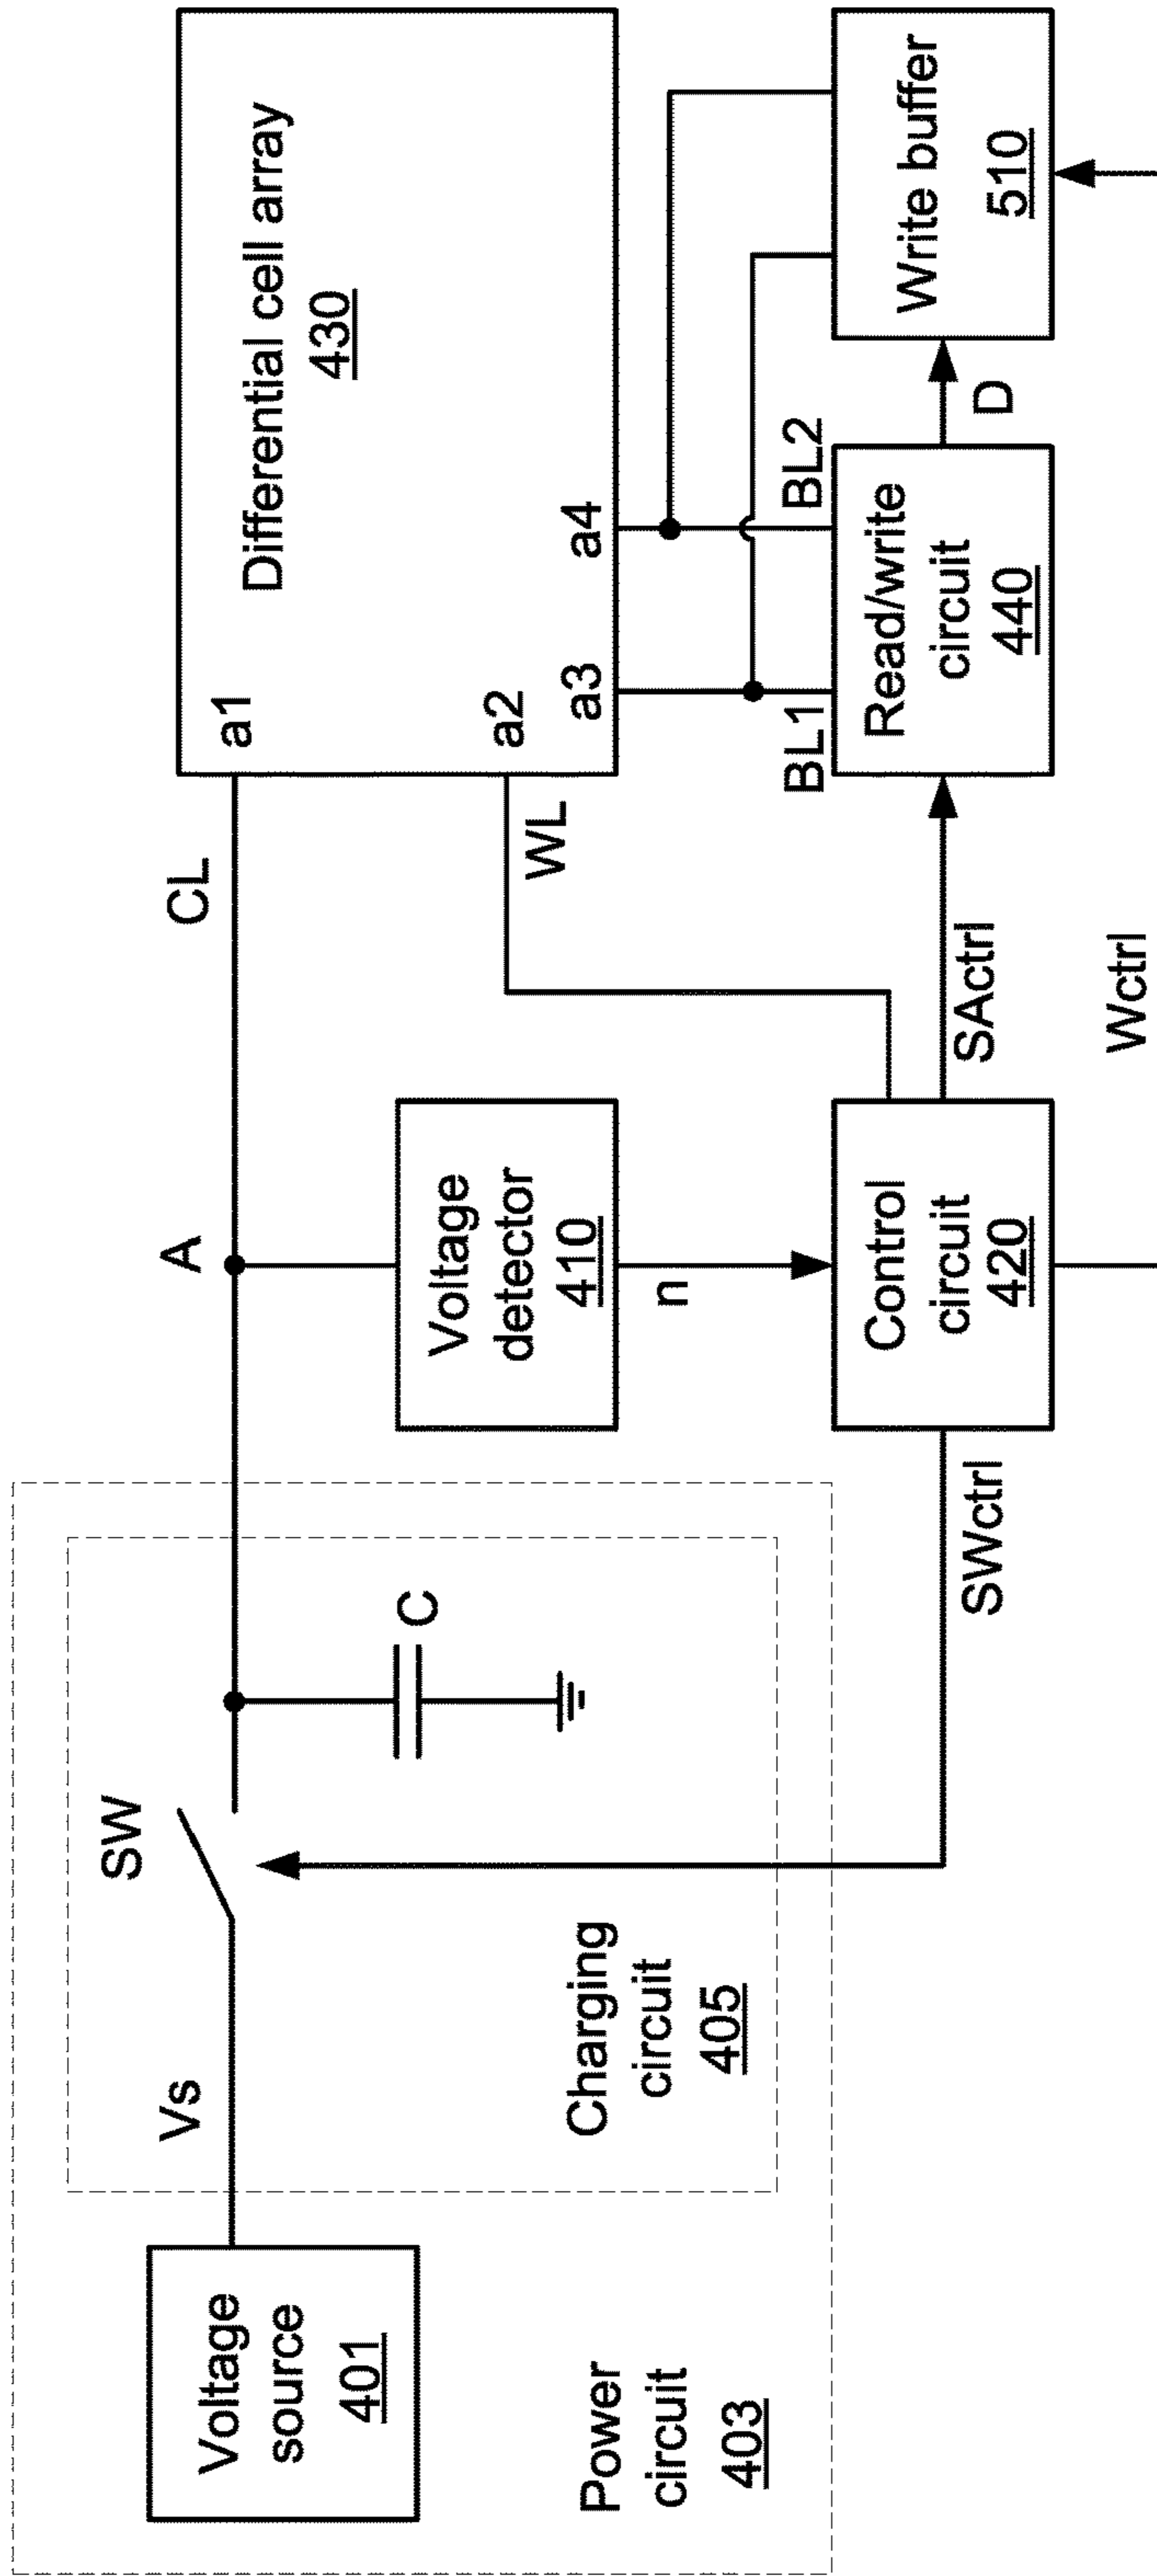 Voltage
source
401
Vs
SW
C
Charging
circuit
405
Power
circuit
403
A
CL
Voltage
detector
410
n
SWctrl
Control
circuit
420
WL
SActrl
Wctrl
a1
a2
a3
a4
Differential cell array
430
BL1
BL2
Read/write
circuit
440
D
Write buffer
510